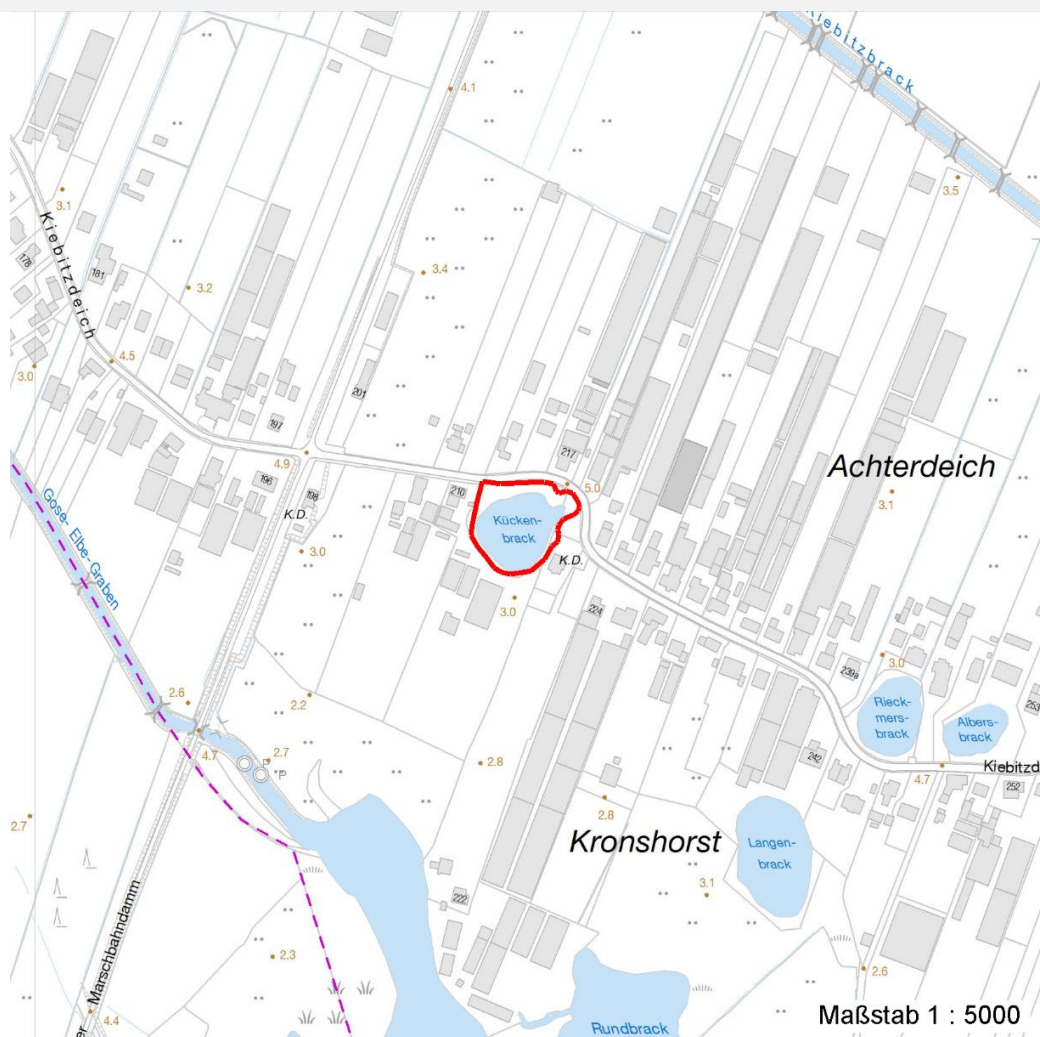 Kiebitzbrack
4.1
3.5
3.1
Kiebitzdeich
178
181
3.2
3.4
4.5
3.0
201
197
4.9
217
Achterdeich
196
198
210
5.0
3.1
K.D.
Kücken-
brack
3.0
K.D.
Gose-Elbe-Graben
3.0
224
239a
3.0
2.6
2.2
Rieck-
mers-
brack
Albers-
brack
253
4.7
2.7
P
P
2.8
242
4.7
Kiebitzd
252
2.7
2.8
Kronshorst
Langen-
brack
3.1
222
Marschbahndamm
2.3
2.6
4.4
er
Maßstab 1 : 5000
Rundbrack